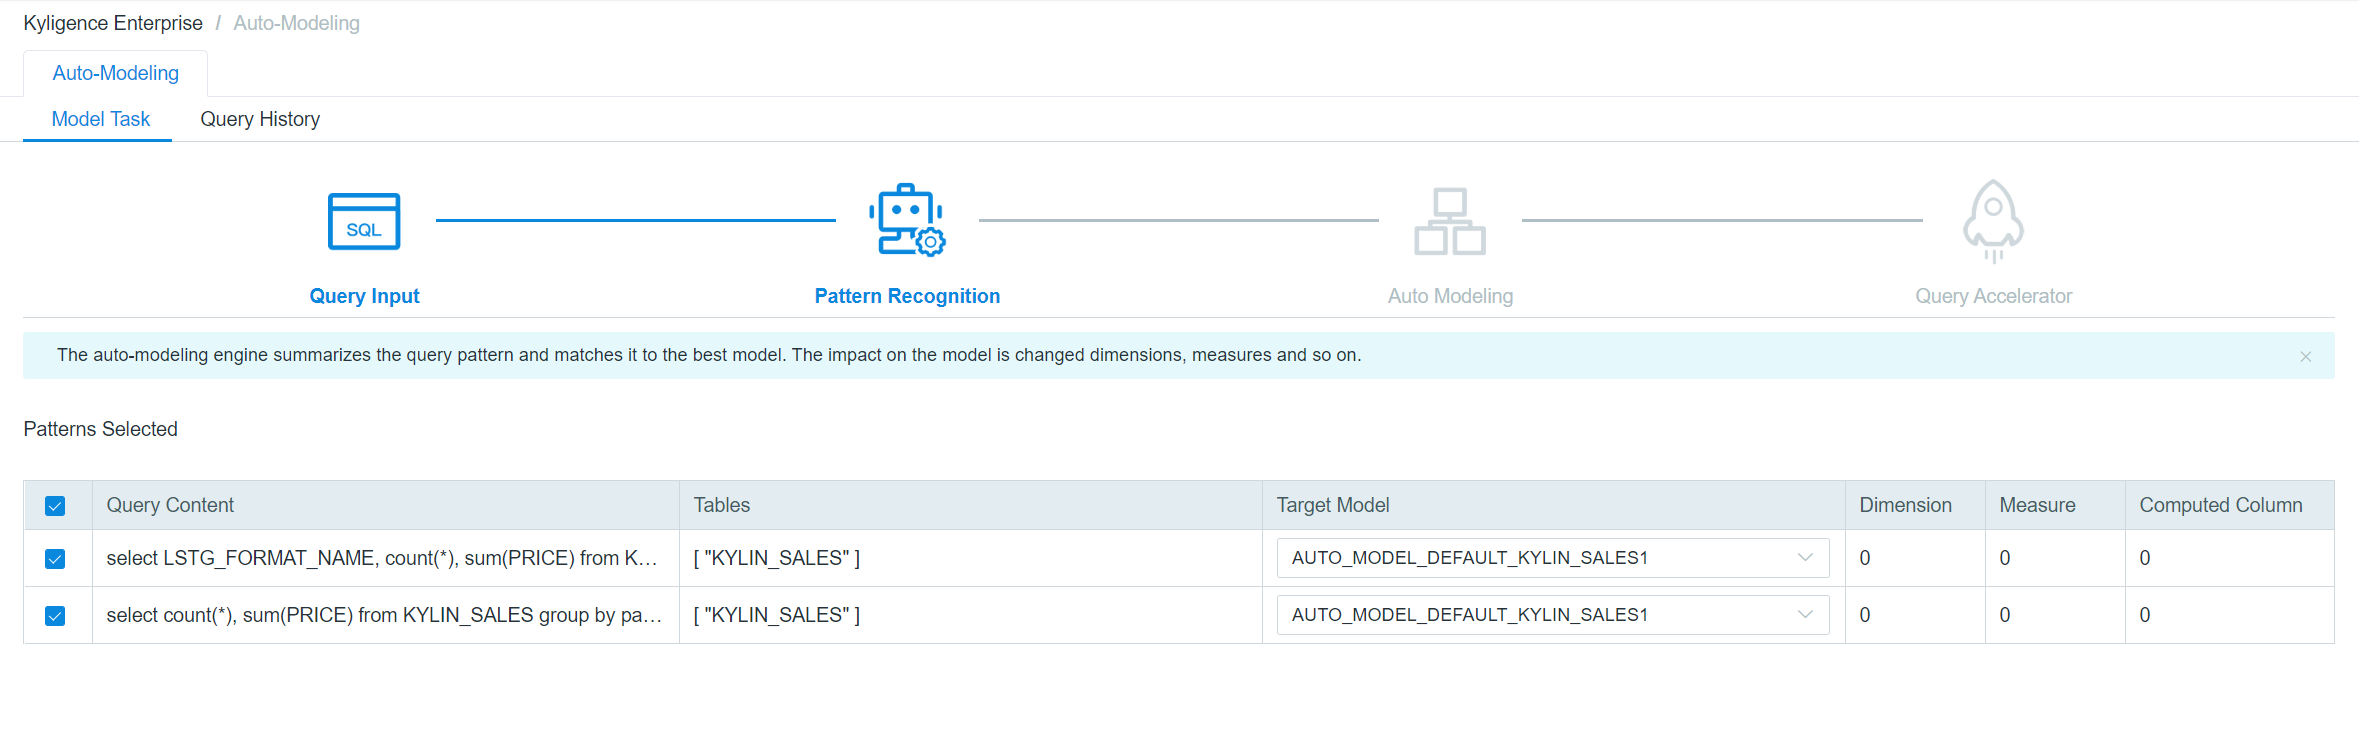 Kyligence Enterprise / Auto-Modeling
Auto-Modeling
Model Task Query History
SQL
Query Input Pattern Recognition Auto Modeling Query Accelerator
The auto-modeling engine summarizes the query pattern and matches it to the best model. The impact on the model is changed dimensions, measures and so on.
Patterns Selected
Query Content Tables Target Model Dimension Measure Computed Column
select LSTG_FORMAT_NAME, count(*), sum(PRICE) from K... [ "KYLIN_SALES" ] AUTO_MODEL_DEFAULT_KYLIN_SALES1 0 0 0
select count(*), sum(PRICE) from KYLIN_SALES group by pa... [ "KYLIN_SALES" ] AUTO_MODEL_DEFAULT_KYLIN_SALES1 0 0 0